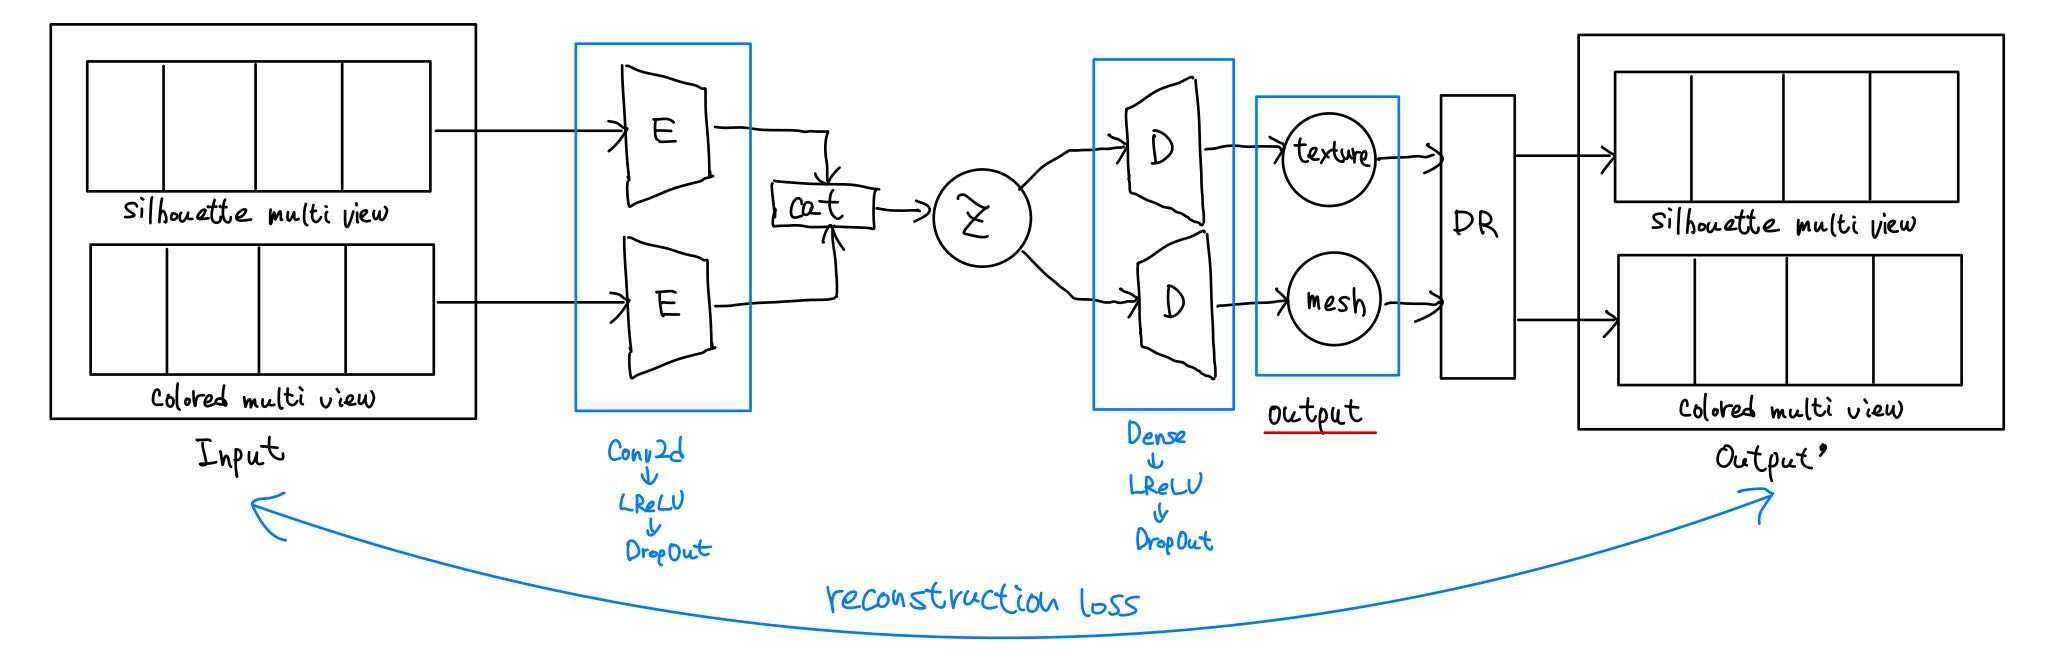 Silhouette multi view
Colored multi view
Input
E
E
Conv2d
LReLU
DropOut
cat
Z
D
D
Dense
LReLU
DropOut
texture
mesh
output
DR
Silhouette multi view
Colored multi view
Output'
reconstruction loss